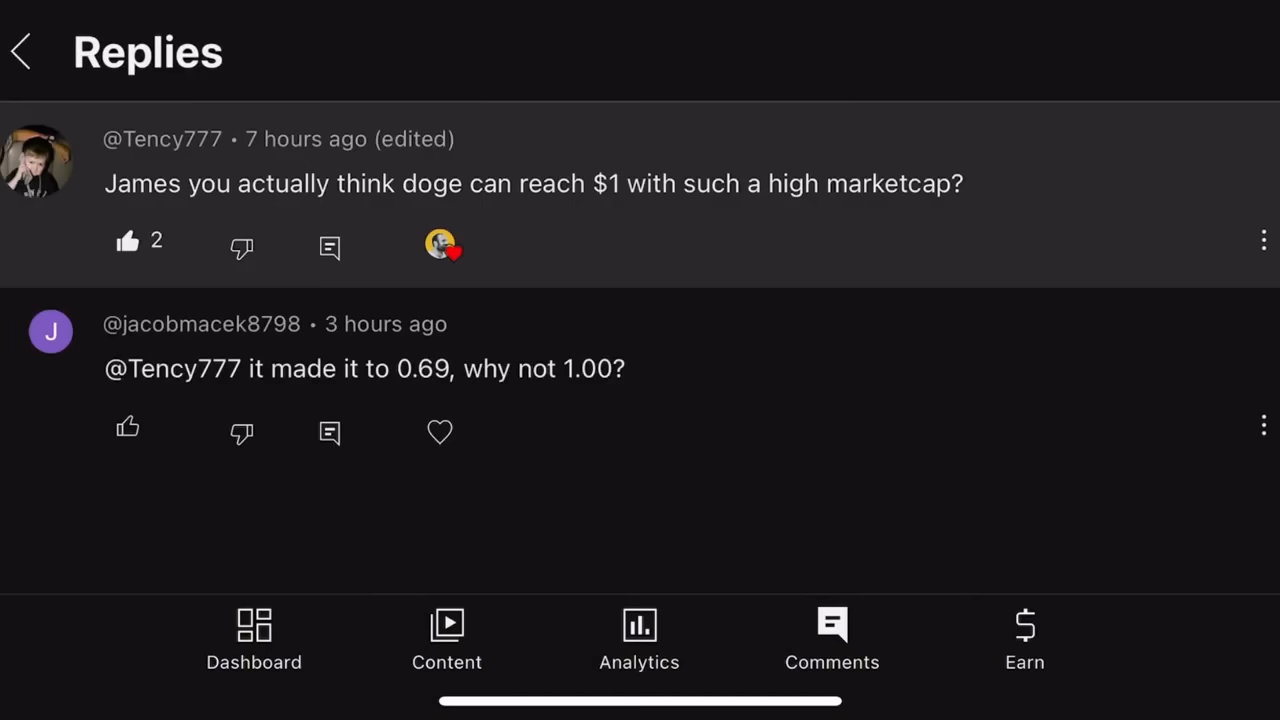 Replies
@Tency777 • 7 hours ago (edited)
James you actually think doge can reach $1 with such a high marketcap?
2
J
@jacobmacek8798 • 3 hours ago
@Tency777 it made it to 0.69, why not 1.00?
Dashboard Content Analytics Comments Earn